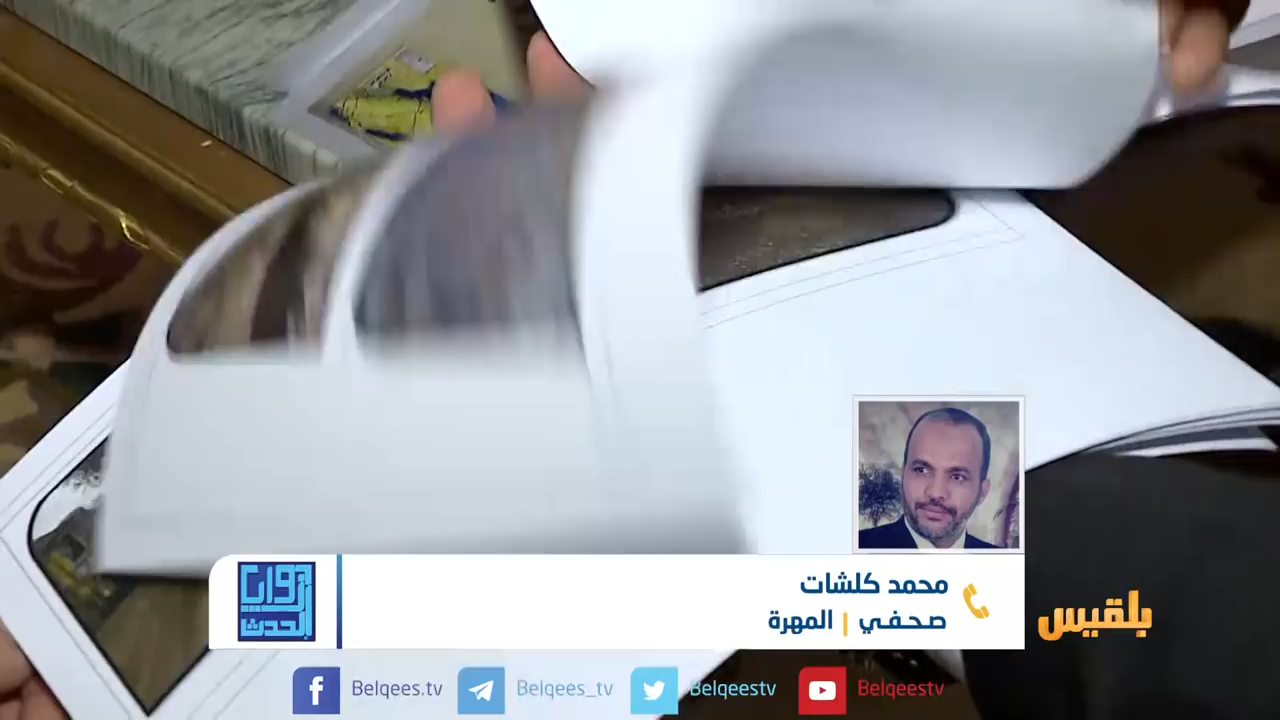 محمد كلشات
صحفي | المهرة
زوايا
الحدث
بلقيس
Belqees.tv
Belqees_tv
Belqeestv
Belqeestv